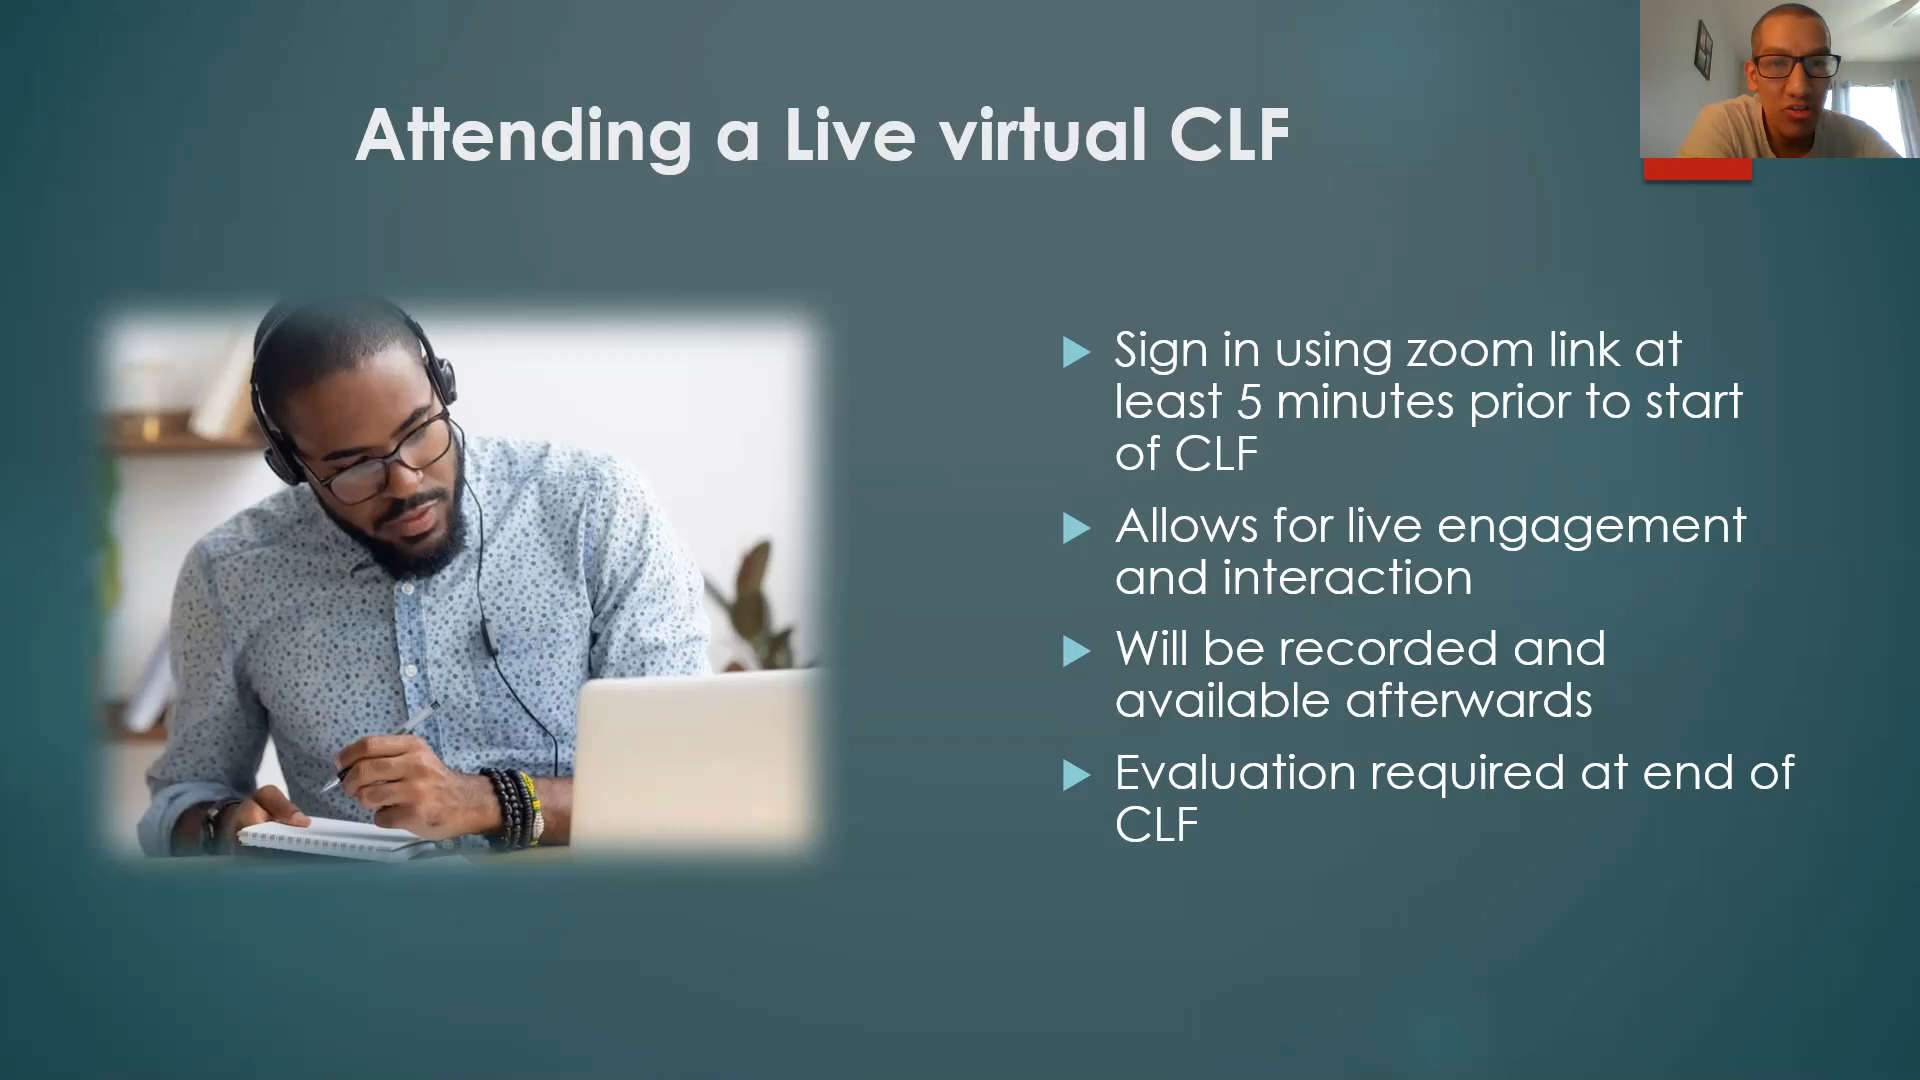 Attending a Live virtual CLF
Sign in using zoom link at
least 5 minutes prior to start
of CLF
Allows for live engagement
and interaction
Will be recorded and
available afterwards
Evaluation required at end of
CLF